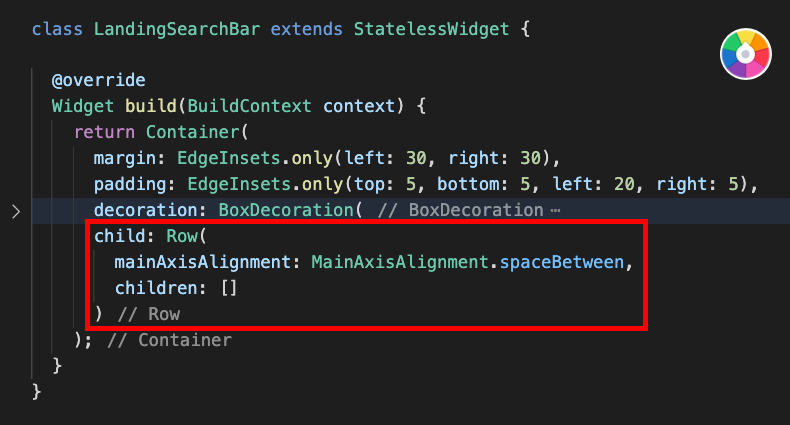 class LandingSearchBar extends StatelessWidget {
@override
Widget build(BuildContext context) {
return Container(
margin: EdgeInsets.only(left: 30, right: 30),
padding: EdgeInsets.only(top: 5, bottom: 5, left: 20, right: 5),
decoration: BoxDecoration( // BoxDecoration ⋯
child: Row(
mainAxisAlignment: MainAxisAlignment.spaceBetween,
children: []
) // Row
); // Container
}
}